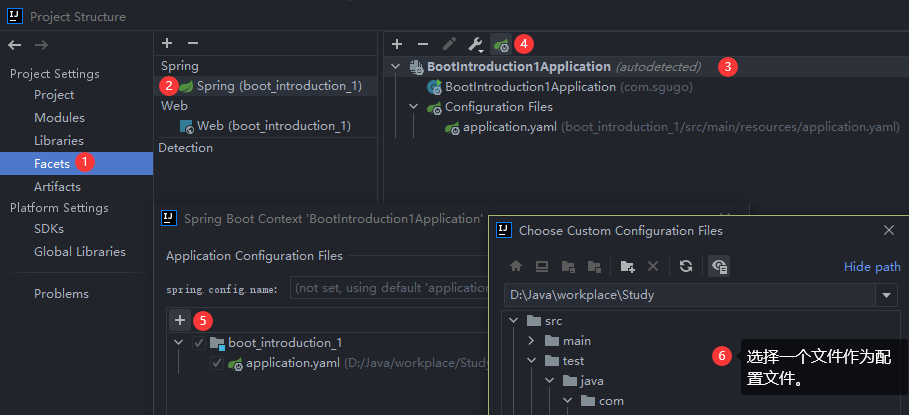 Project Structure
Project Settings
Project
Modules
Libraries
Facets 1
Artifacts
Platform Settings
SDKs
Global Libraries
Problems
Spring
2 Spring (boot_introduction_1)
Web
Web (boot_introduction_1)
Detection
4
BootIntroduction1Application (autodetected) 3
BootIntroduction1Application (com.sgugo)
Configuration Files
application.yaml (boot_introduction_1/src/main/resources/application.yaml)
Spring Boot Context 'BootIntroduction1Application'
Application Configuration Files
spring.config.name: (not set, using default 'application
5
boot_introduction_1
application.yaml (D:/Java/workplace/Study
Choose Custom Configuration Files
Hide path
D:\Java\workplace\Study
src
main
test
java
com
6 选择一个文件作为配
置文件。